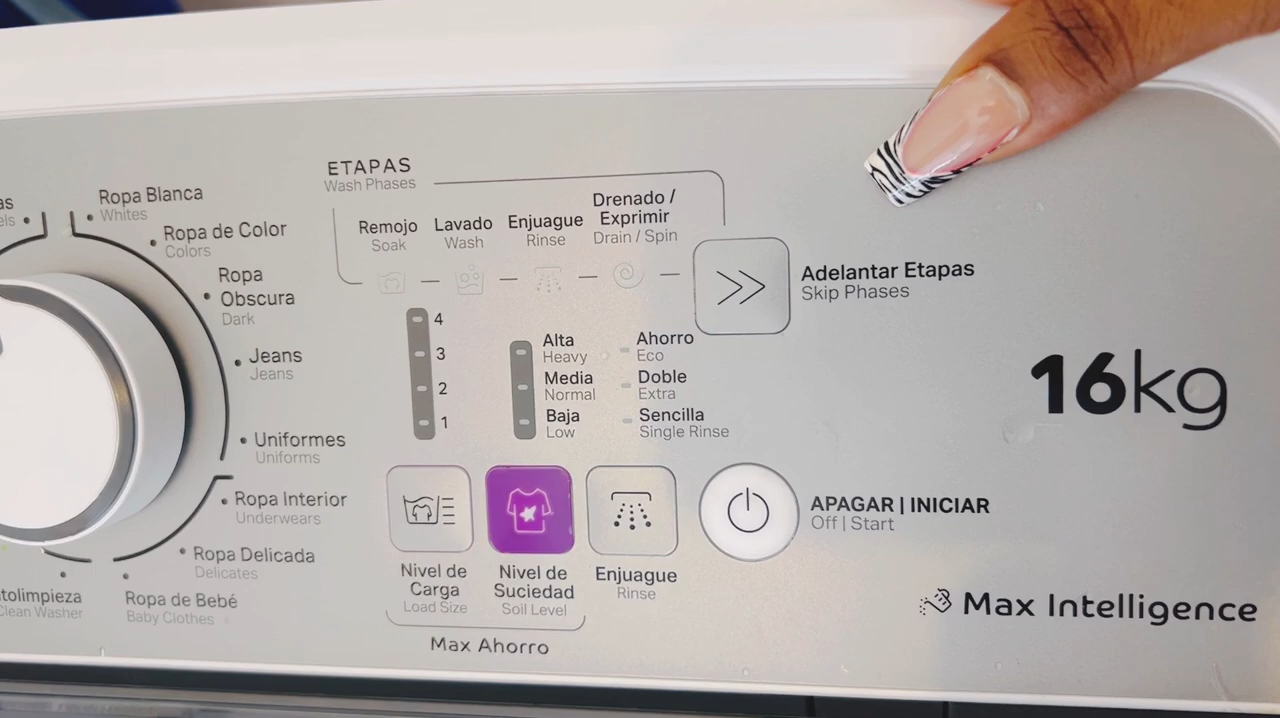 Ropa Blanca
Whites
Ropa de Color
Colors
Ropa
Obscura
Dark
Jeans
Jeans
Uniformes
Uniforms
Ropa Interior
Underwears
Ropa Delicada
Delicates
Ropa de Bebé
Baby Clothes
Clean Washer
ETAPAS
Wash Phases
Remojo
Soak
Lavado
Wash
Enjuague
Rinse
Drenado /
Exprimir
Drain / Spin
Adelantar Etapas
Skip Phases
4
3
2
1
Alta
Heavy
Media
Normal
Baja
Low
Ahorro
Eco
Doble
Extra
Sencilla
Single Rinse
Nivel de
Carga
Load Size
Nivel de
Suciedad
Soil Level
Enjuague
Rinse
Max Ahorro
APAGAR | INICIAR
Off | Start
16kg
Max Intelligence